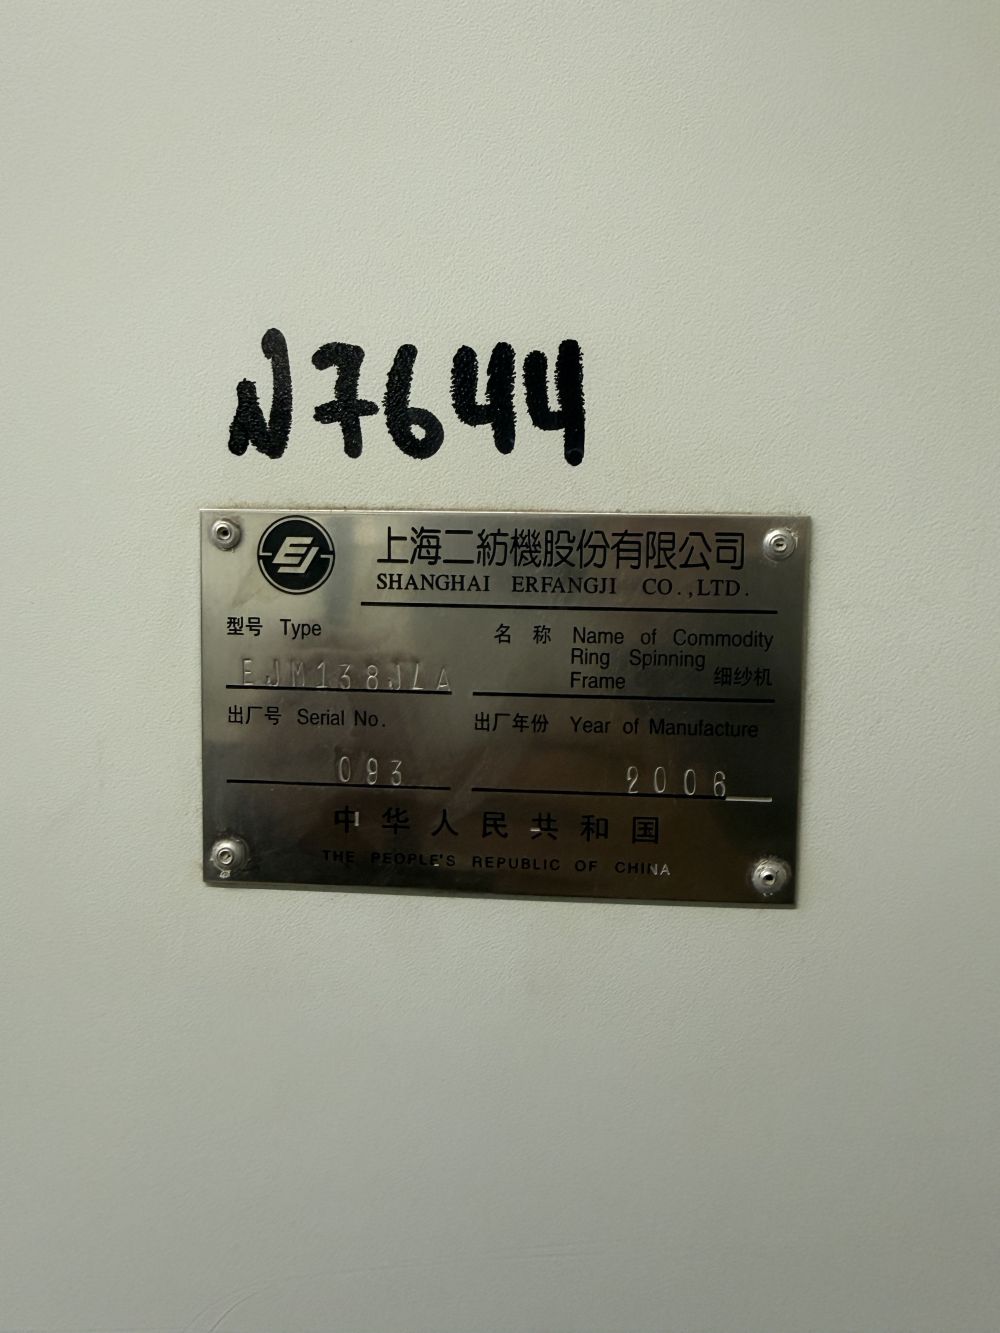 N7644
EJ 上海二紡機股份有限公司
SHANGHAI ERFANGJI CO.,LTD.
型号 Type
EJM138JLA
名 称 Name of Commodity
Ring Spinning
Frame 细纱机
出厂号 Serial No.
093
出厂年份 Year of Manufacture
2006
中华人民共和国
THE PEOPLE'S REPUBLIC OF CHINA